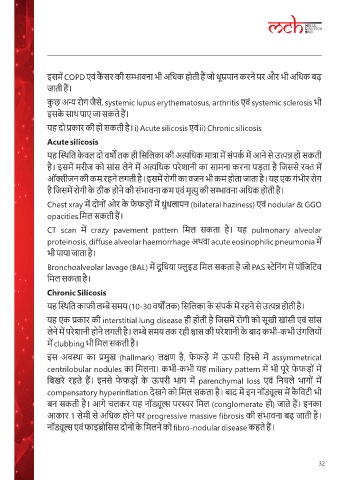 mch
इसमें COPD एवं कैंसर की सम्भावना भी अधिक होती हैं जो धूम्रपान करने पर और भी अधिक बढ़
जाती हैं।
कुछ अन्य रोग जैसे, systemic lupus erythematosus, arthritis एवं systemic sclerosis भी
इसके साथ पाए जा सकते हैं।
यह दो प्रकार की हो सकती है। i) Acute silicosis एवं ii) Chronic silicosis
Acute silicosis
यह स्थिति केवल दो वर्षों तक ही सिलिका की अत्यधिक मात्रा में संपर्क में आने से उत्पन्न हो सकती
है। इसमें मरीज को सांस लेने में अत्यधिक परेशानी का सामना करना पड़ता है जिससे रक्त में
ऑक्सीजन की कम रहने लगती है। इसमें रोगी का वजन भी कम होता जाता है। यह एक गंभीर रोग
है जिसमें रोगी के ठीक होने की संभावना कम एवं मृत्यु की सम्भावना अधिक होती है।
Chest xray में दोनों ओर के फेफड़ों में धुंधलापन (bilateral haziness) एवं nodular & GGO
opacities मिल सकती हैं।
CT scan में crazy pavement pattern मिल सकता है। यह pulmonary alveolar
proteinosis, diffuse alveolar haemorrhage अथवा acute eosinophilic pneumonia में
भी पाया जाता है।
Bronchoalveolar lavage (BAL) में दूधिया फ्लुइड मिल सकता है जो PAS स्टेनिंग में पॉजिटिव
मिल सकता है।
Chronic Silicosis
यह स्थिति काफी लम्बे समय (10-30 वर्षों तक) सिलिका के संपर्क में रहने से उत्पन्न होती है।
यह एक प्रकार की interstitial lung disease ही होती है जिसमें रोगी को सूखी खांसी एवं सांस
लेने में परेशानी होने लगती है। लम्बे समय तक रही श्वास की परेशानी के बाद कभी-कभी उंगलियों
में clubbing भी मिल सकती है।
इस अवस्था का प्रमुख (hallmark) लक्षण है, फेफड़े में ऊपरी हिस्से में assymmetrical
centrilobular nodules का मिलना। कभी-कभी यह miliary pattern में भी पूरे फेफड़ों में
बिखरे रहते हैं। इनसे फेफड़ों के ऊपरी भाग में parenchymal loss एवं निचले भागों में
compensatory hyperinflation देखने को मिल सकता है। बाद में इन नॉड्यूल्स में कैविटी भी
बन सकती है। आगे चलकर यह नॉड्यूल्स परस्पर मिल (conglomerate हो) जाते हैं। इनका
आकार 1 सेमी से अधिक होने पर progressive massive fibrosis की संभावना बढ़ जाती है।
नॉड्यूल्स एवं फाइब्रोसिस दोनों के मिलने को fibro-nodular disease कहते हैं।
32